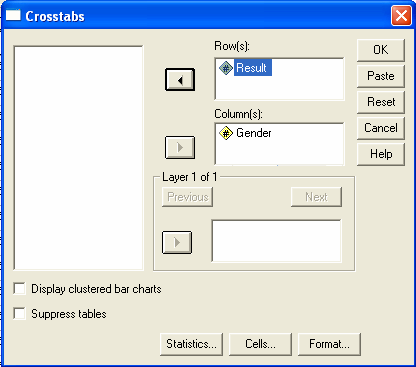 Crosstabs
Row(s):
Result
Column(s):
Gender
Layer 1 of 1
Previous
Next
OK
Paste
Reset
Cancel
Help
Display clustered bar charts
Suppress tables
Statistics...
Cells...
Format...